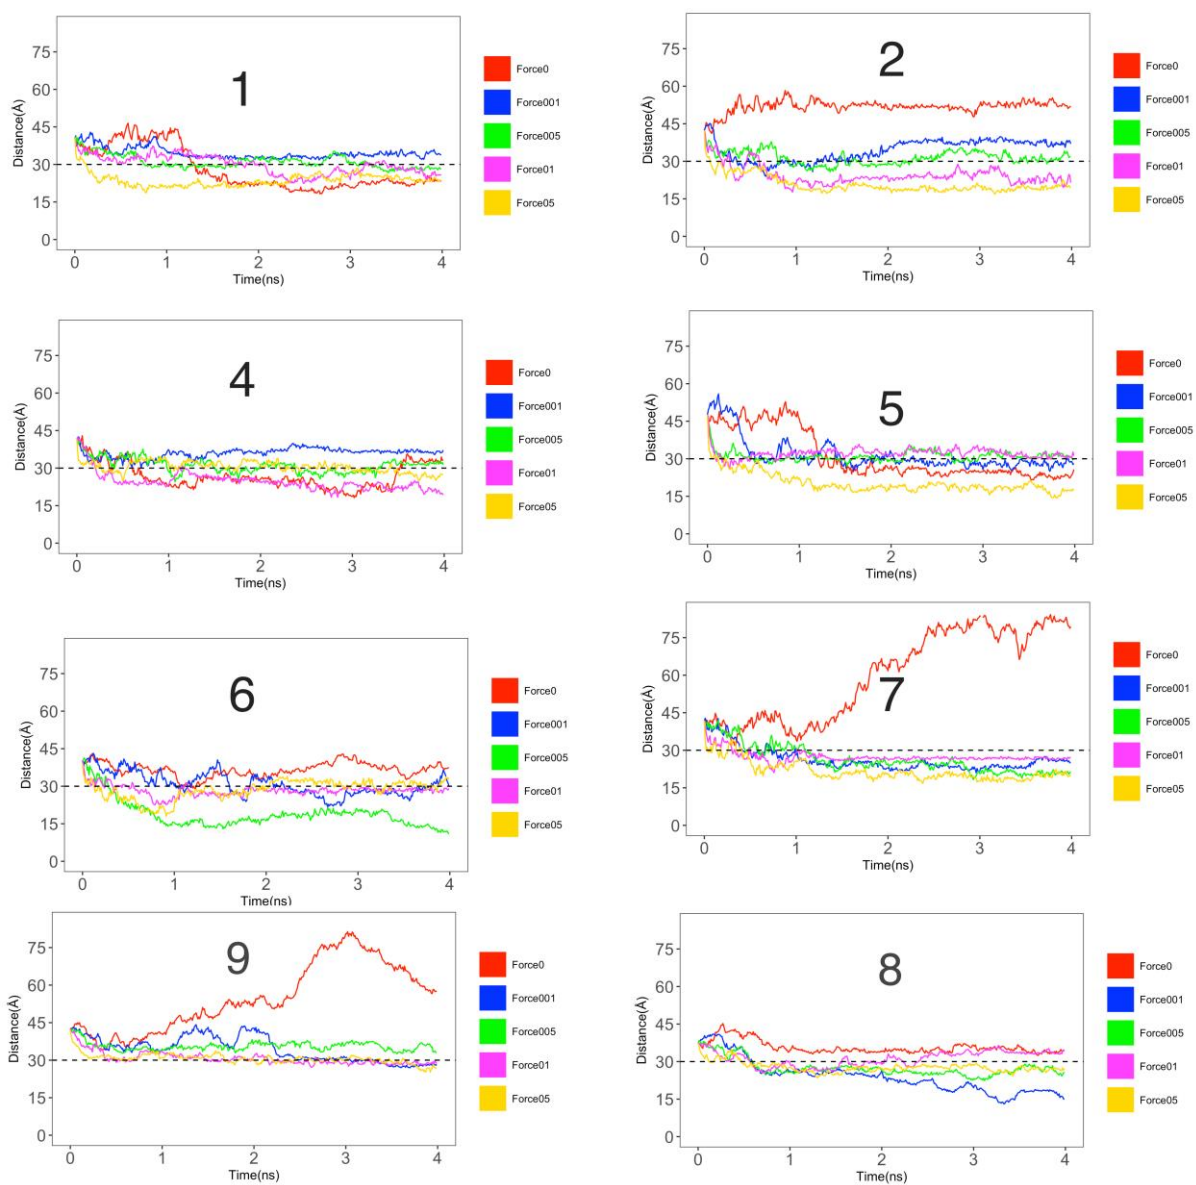 1
75
60
45
30
15
0
Distance(Å)
0 1 2 3 4
Time(ns)
Force0
Force001
Force005
Force01
Force05
2
75
60
45
30
15
0
Distance(Å)
0 1 2 3 4
Time(ns)
Force0
Force001
Force005
Force01
Force05
4
75
60
45
30
15
0
Distance(Å)
0 1 2 3 4
Time(ns)
Force0
Force001
Force005
Force01
Force05
5
75
60
45
30
15
0
Distance(Å)
0 1 2 3 4
Time(ns)
Force0
Force001
Force005
Force01
Force05
6
75
60
45
30
15
0
Distance(Å)
0 1 2 3 4
Time(ns)
Force0
Force001
Force005
Force01
Force05
7
75
60
45
30
15
0
Distance(Å)
0 1 2 3 4
Time(ns)
Force0
Force001
Force005
Force01
Force05
9
75
60
45
30
15
0
Distance(Å)
0 1 2 3 4
Time(ns)
Force0
Force001
Force005
Force01
Force05
8
75
60
45
30
15
0
Distance(Å)
0 1 2 3 4
Time(ns)
Force0
Force001
Force005
Force01
Force05